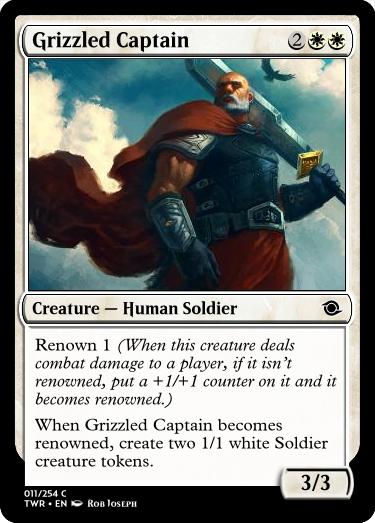 Grizzled Captain 2
Creature — Human Soldier
Renown 1 (When this creature deals
combat damage to a player, if it isn't
renowned, put a +1/+1 counter on it and it
becomes renowned.)
When Grizzled Captain becomes
renowned, create two 1/1 white Soldier
creature tokens.
3/3
011/254 C
TWR • EN Rob Joseph